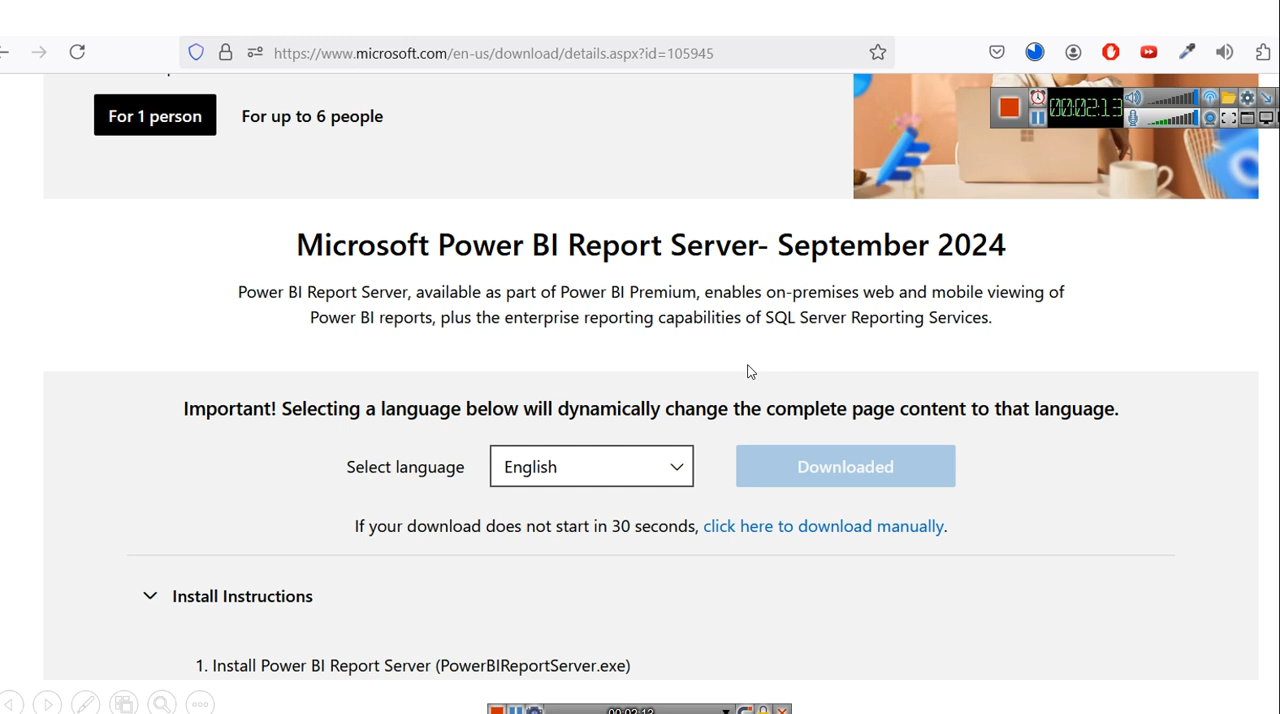 https://www.microsoft.com/en-us/download/details.aspx?id=105945
For 1 person
For up to 6 people
00:02:13
Microsoft Power BI Report Server- September 2024
Power BI Report Server, available as part of Power BI Premium, enables on-premises web and mobile viewing of
Power BI reports, plus the enterprise reporting capabilities of SQL Server Reporting Services.
Important! Selecting a language below will dynamically change the complete page content to that language.
Select language
English
Downloaded
If your download does not start in 30 seconds, click here to download manually.
Install Instructions
1. Install Power BI Report Server (PowerBIReportServer.exe)